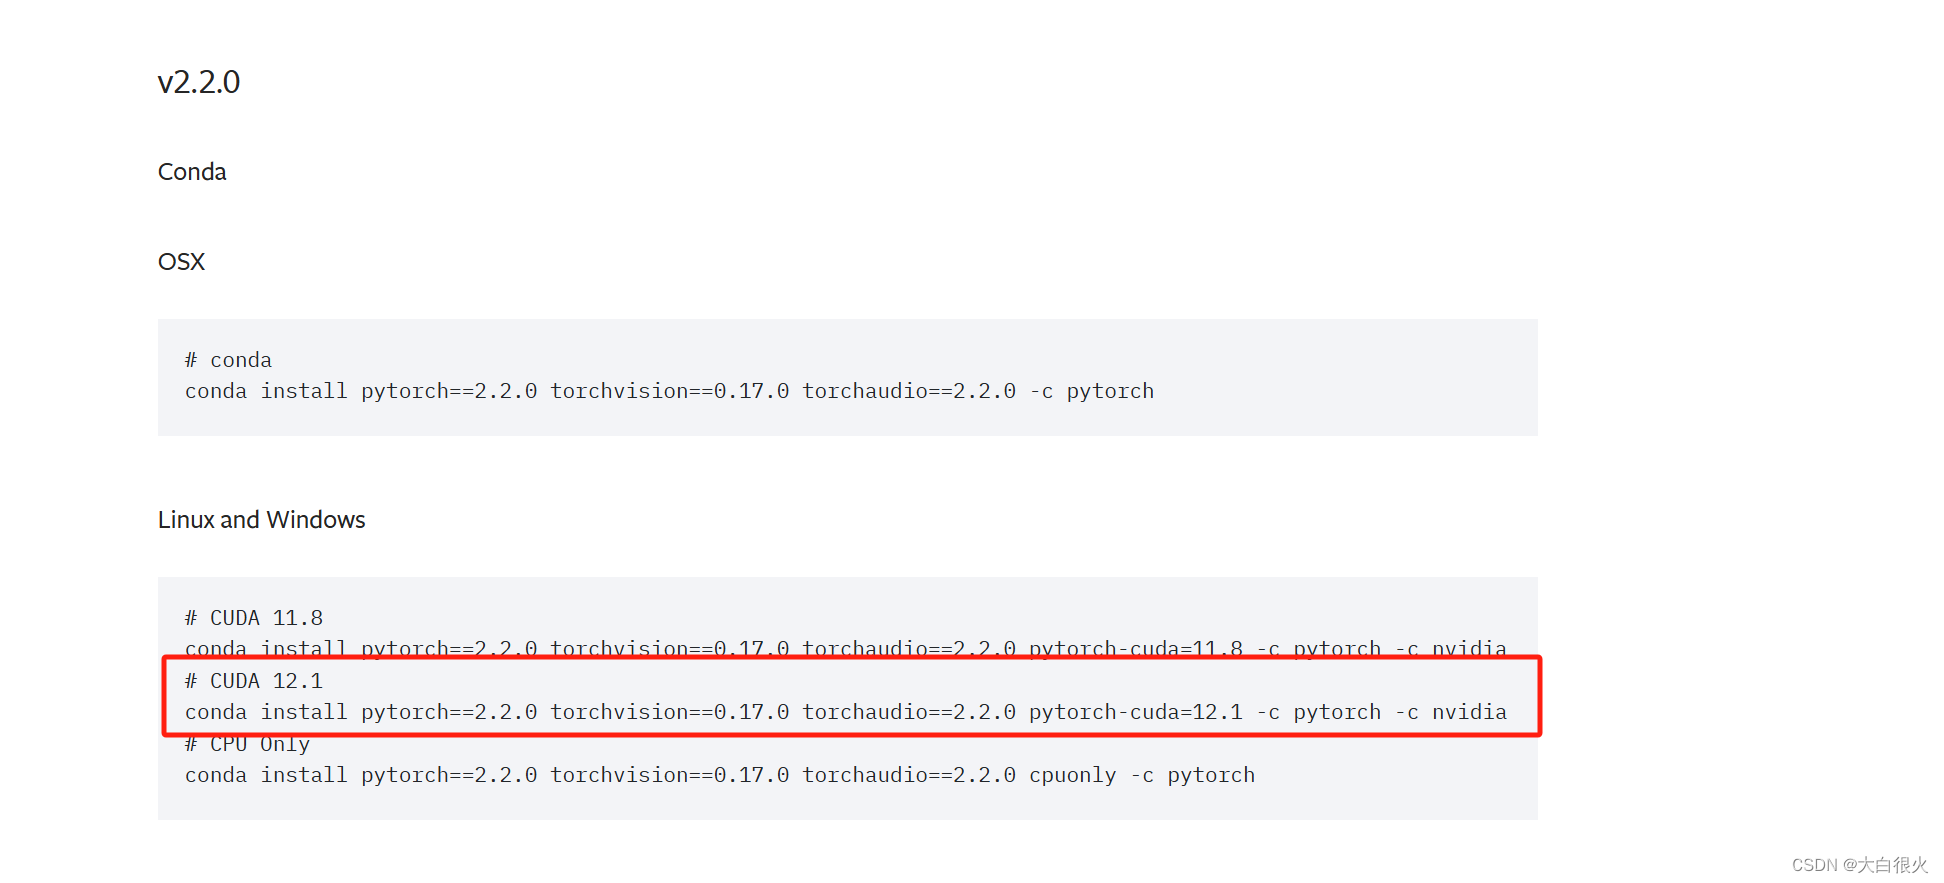 v2.2.0
Conda
OSX
# conda
conda install pytorch==2.2.0 torchvision==0.17.0 torchaudio==2.2.0 -c pytorch
Linux and Windows
# CUDA 11.8
conda install pytorch==2.2.0 torchvision==0.17.0 torchaudio==2.2.0 pytorch-cuda=11.8 -c pytorch -c nvidia
# CUDA 12.1
conda install pytorch==2.2.0 torchvision==0.17.0 torchaudio==2.2.0 pytorch-cuda=12.1 -c pytorch -c nvidia
# CPU Only
conda install pytorch==2.2.0 torchvision==0.17.0 torchaudio==2.2.0 cpuonly -c pytorch
CSDN @大白很火